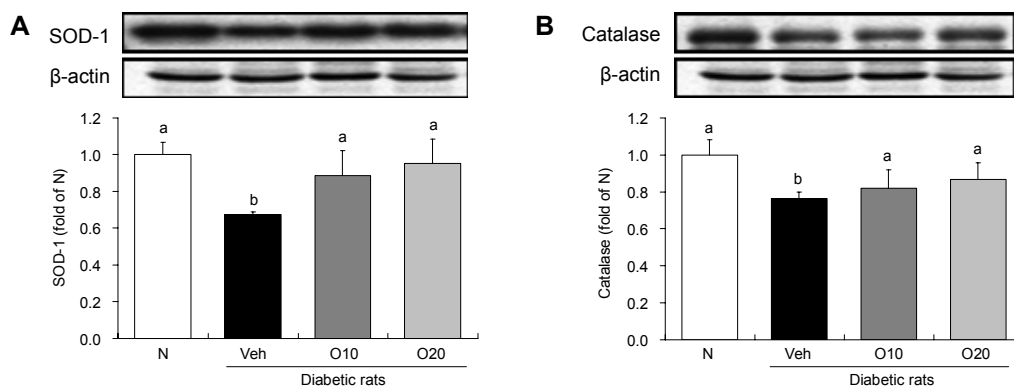 A
SOD-1
β-actin
SOD-1 (fold of N)
1.2
1.0
0.8
0.6
0.4
0.2
0.0
a
b
a
a
N Veh O10 O20
Diabetic rats
B
Catalase
β-actin
Catalase (fold of N)
1.2
1.0
0.8
0.6
0.4
0.2
0.0
a
b
a
a
N Veh O10 O20
Diabetic rats